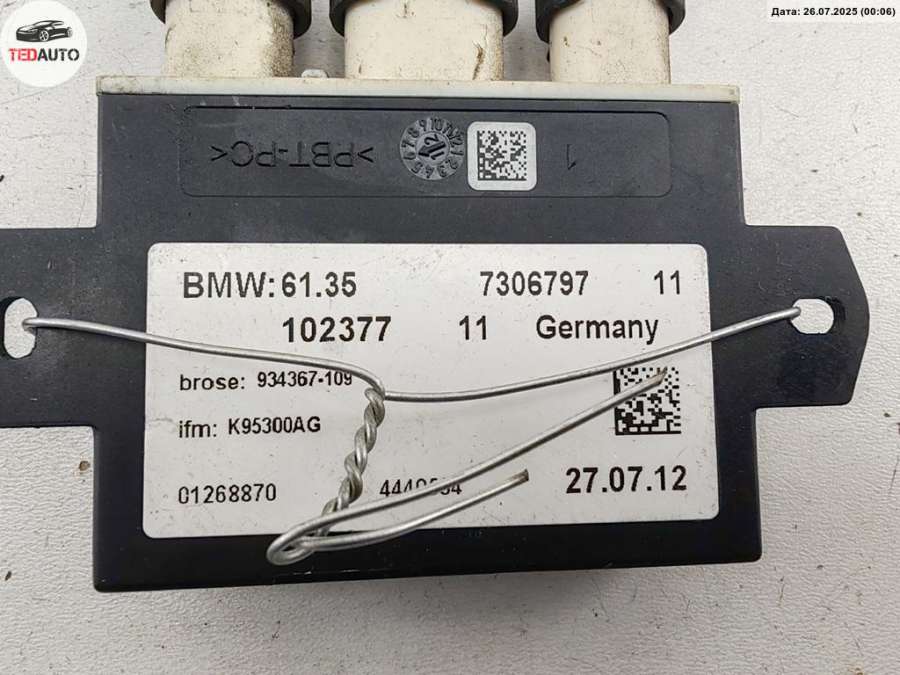 TEDAUTO
Дата: 26.07.2025 (00:06)
>PBT-PC<
1
BMW: 61.35 7306797 11
102377 11 Germany
brose: 934367-109
ifm: K95300AG
01268870
27.07.12